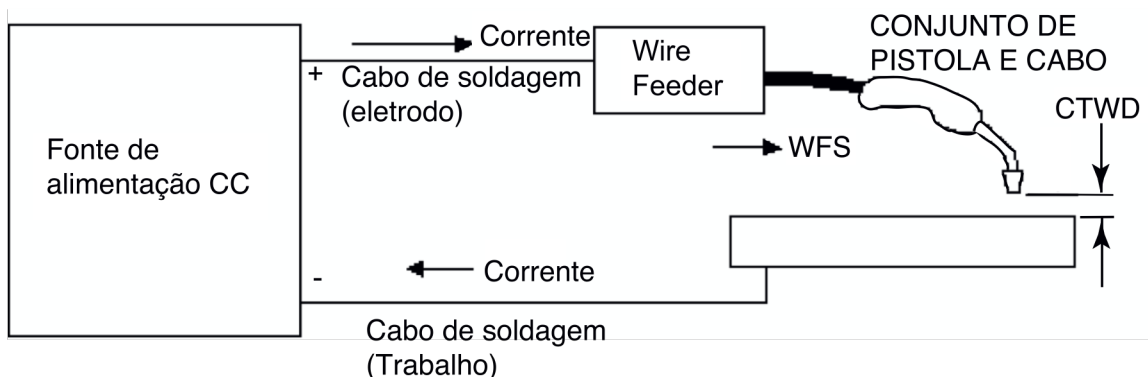 CONJUNTO DE
PISTOLA E CABO
Corrente
Wire
Feeder
+
Cabo de soldagem
(eletrodo)
CTWD
Fonte de
alimentação CC
WFS
-
Corrente
Cabo de soldagem
(Trabalho)